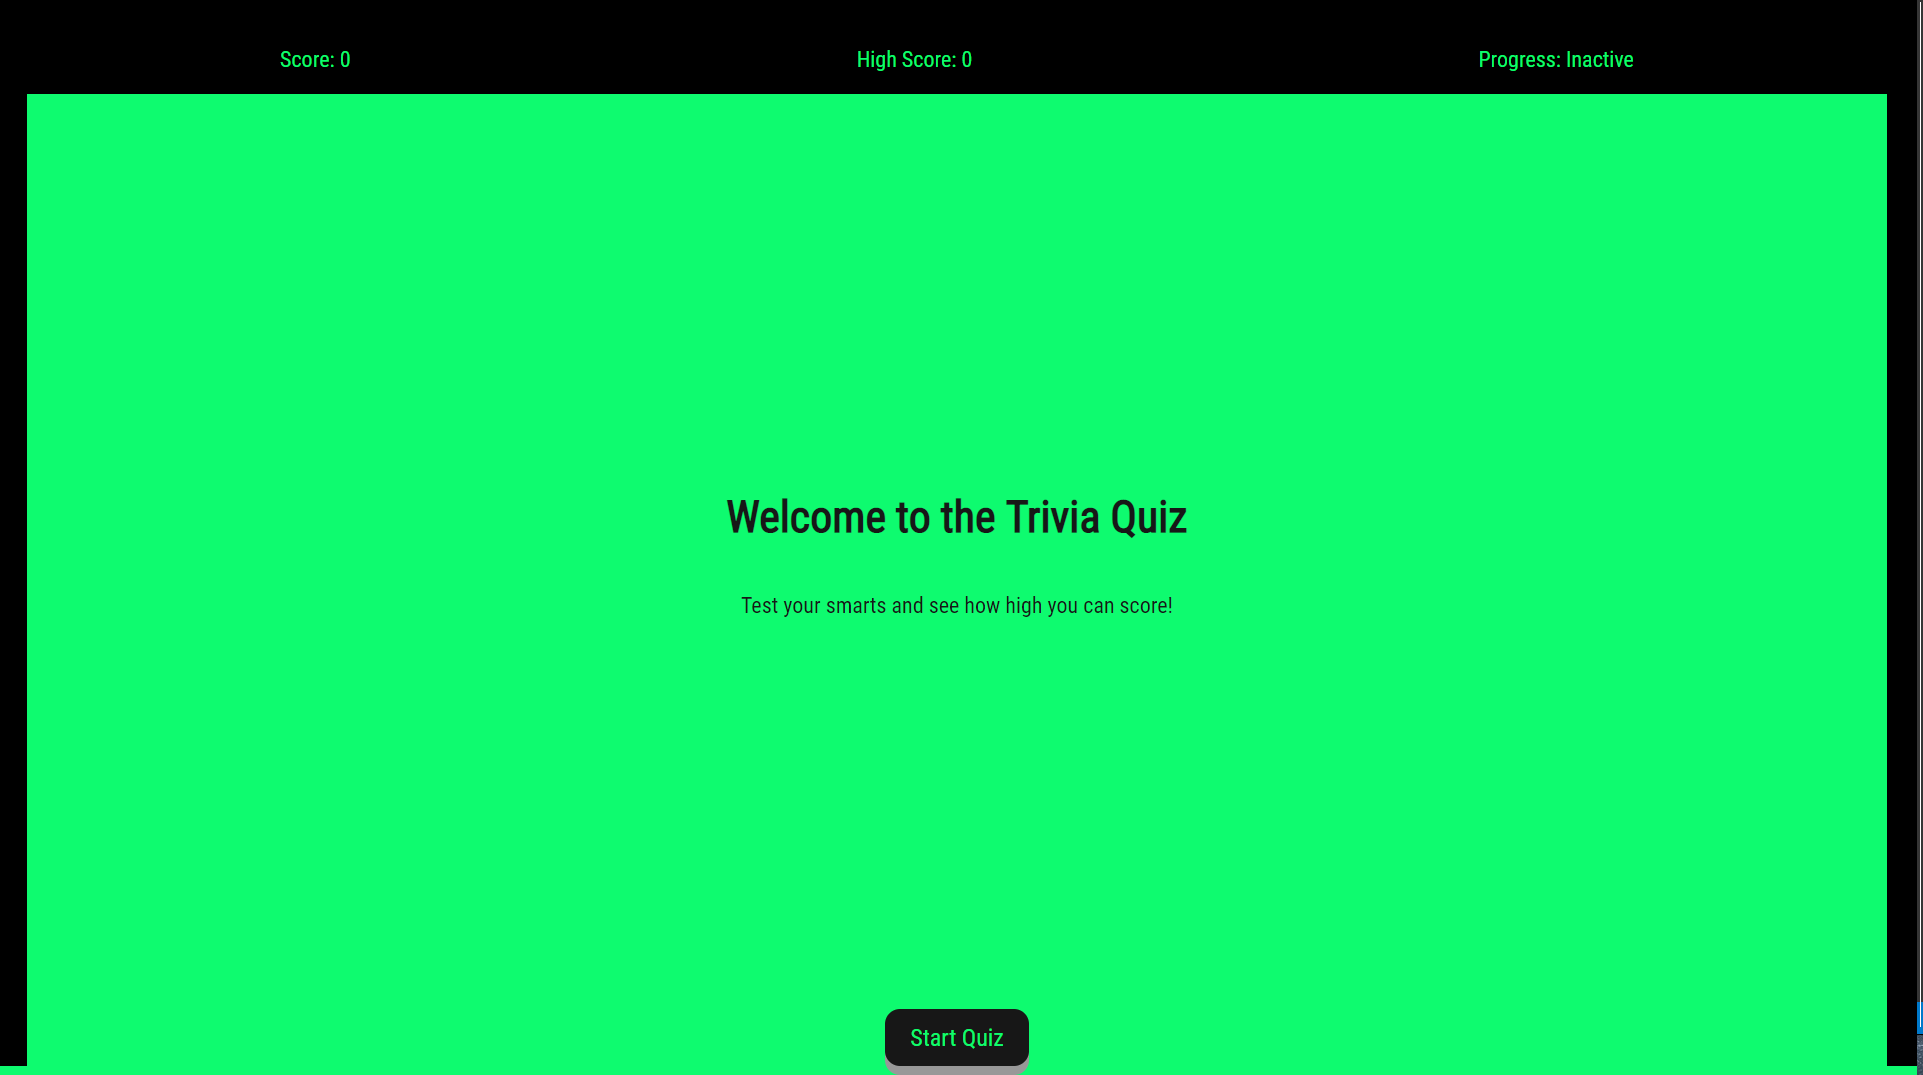 Score: 0
High Score: 0
Progress: Inactive
Welcome to the Trivia Quiz
Test your smarts and see how high you can score!
Start Quiz